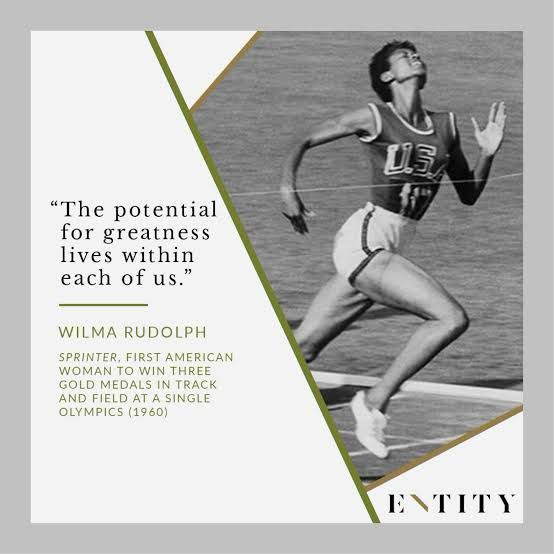 “The potential
for greatness
lives within
each of us.”
WILMA RUDOLPH
SPRINTER, FIRST AMERICAN
WOMAN TO WIN THREE
GOLD MEDALS IN TRACK
AND FIELD AT A SINGLE
OLYMPICS (1960)
U.S.A
ENTITY